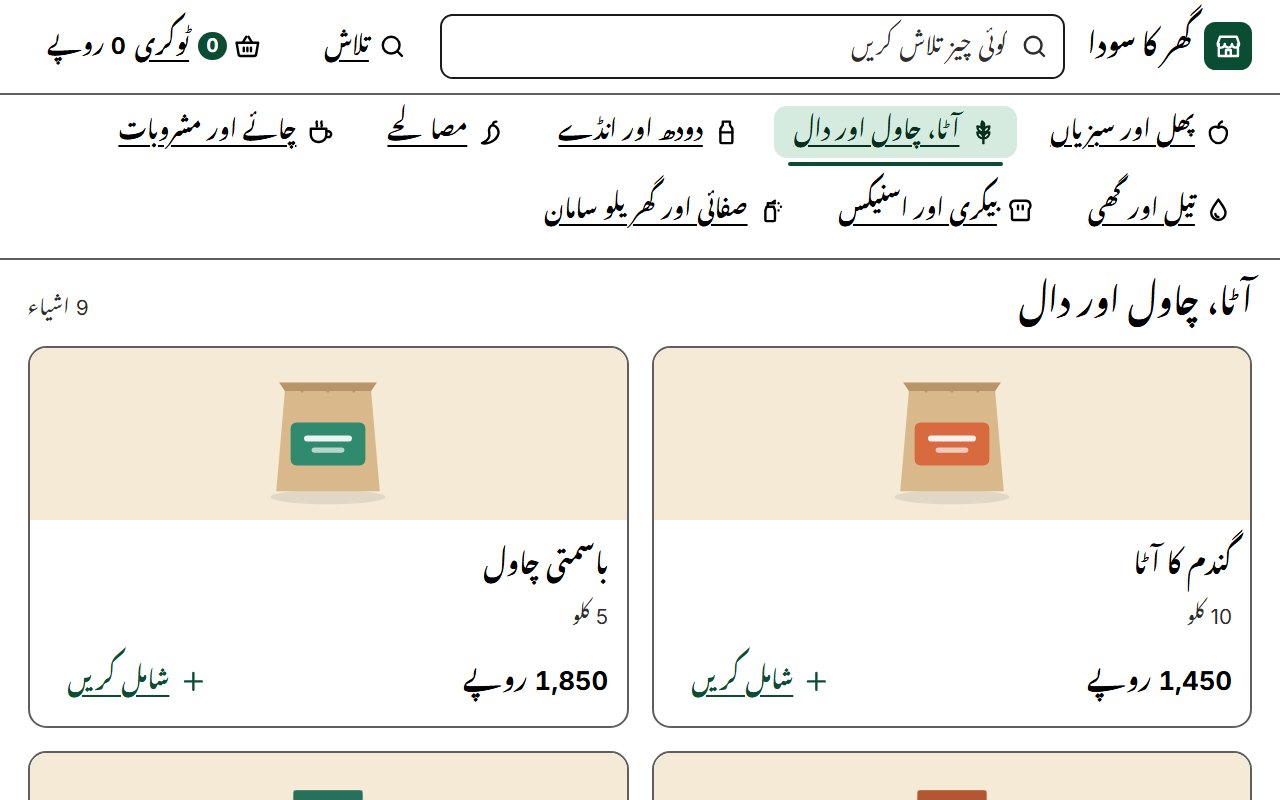 گھر کا سودا
کوئی چیز تلاش کریں
تلاش
ٹوکری 0 0 روپے
پھل اور سبزیاں
آٹا، چاول اور دال
دودھ اور انڈے
مصالحے
چائے اور مشروبات
تیل اور گھی
بیکری اور اسنیکس
صفائی اور گھریلو سامان
آٹا، چاول اور دال
9 اشیاء
گندم کا آٹا
10 کلو
1,450 روپے
شامل کریں
باسمتی چاول
5 کلو
1,850 روپے
شامل کریں